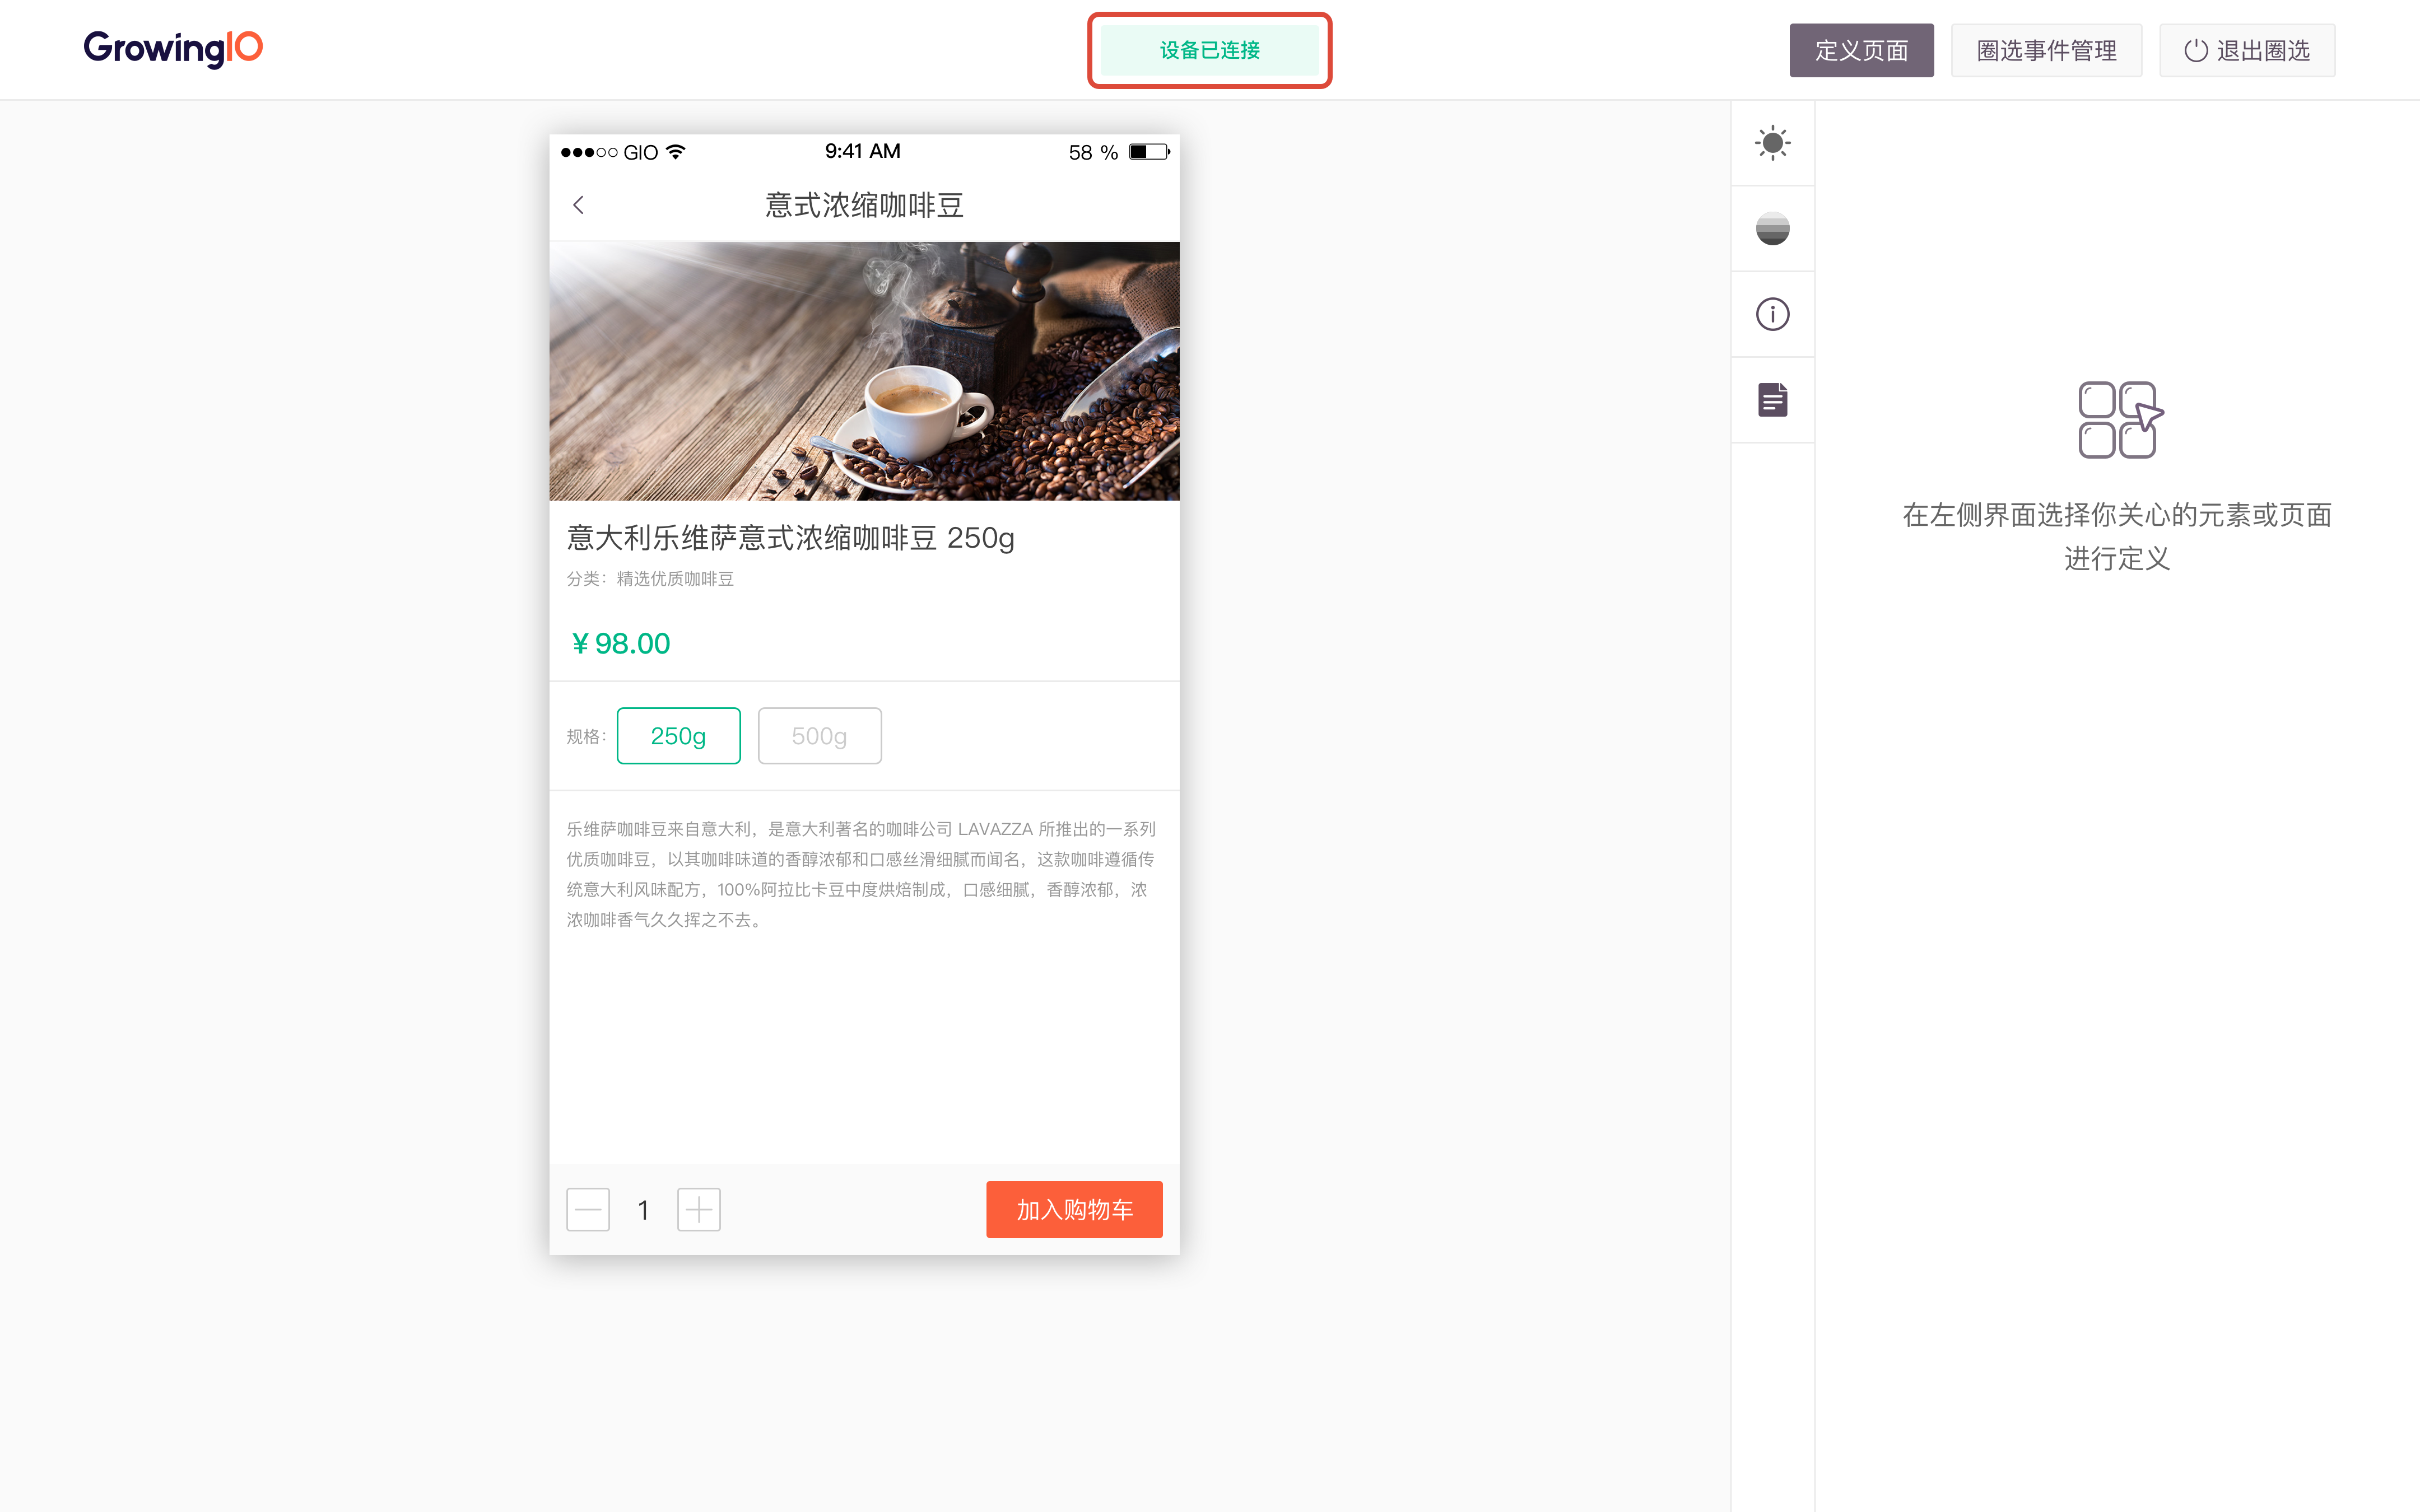 GrowingIO
设备已连接
定义页面
圈选事件管理
退出圈选
GIO
9:41 AM
58 %
意式浓缩咖啡豆
意大利乐维萨意式浓缩咖啡豆 250g
分类：精选优质咖啡豆
¥ 98.00
规格：
250g
500g
乐维萨咖啡豆来自意大利，是意大利著名的咖啡公司 LAVAZZA 所推出的一系列
优质咖啡豆，以其咖啡味道的香醇浓郁和口感丝滑细腻而闻名，这款咖啡遵循传
统意大利风味配方，100%阿拉比卡豆中度烘焙制成，口感细腻，香醇浓郁，浓
浓咖啡香气久久挥之不去。
1
加入购物车
在左侧界面选择你关心的元素或页面
进行定义